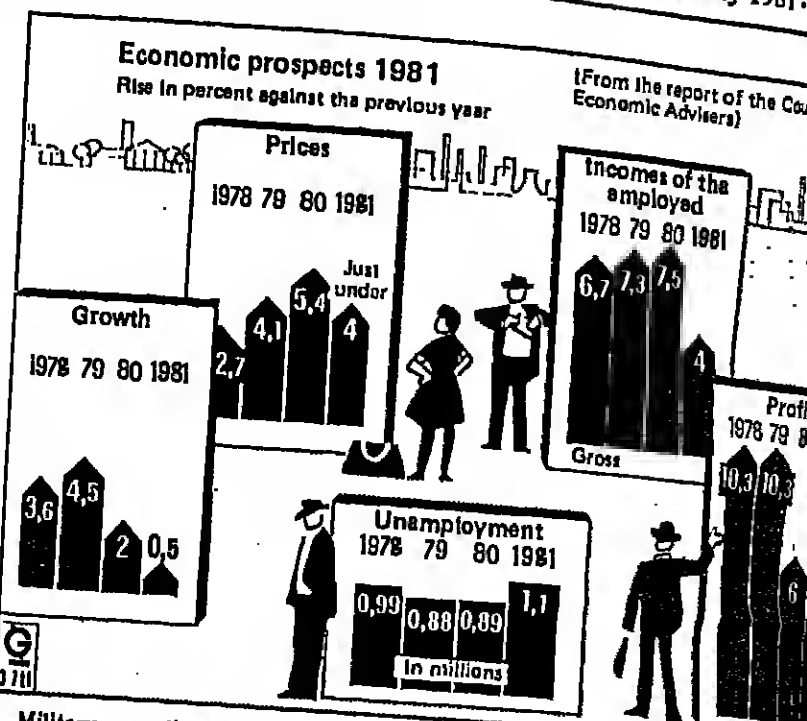 1981.
Economic prospects 1981
Rise in percent against the previous year
(From the report of the
Economic Advisers)
Prices
1978 79 80 1981
2,7
4,1
5,4
Just
under
4
Incomes of the
employed
1978 79 80 1981
6,7
7,3
7,5
4
Gross
Growth
1978 79 80 1981
3,6
4,5
2
0,5
Unemployment
1978 79 80 1981
0,99
0,88
0,89
1,1
In millions
1978 79
10,3
10,3
6
G